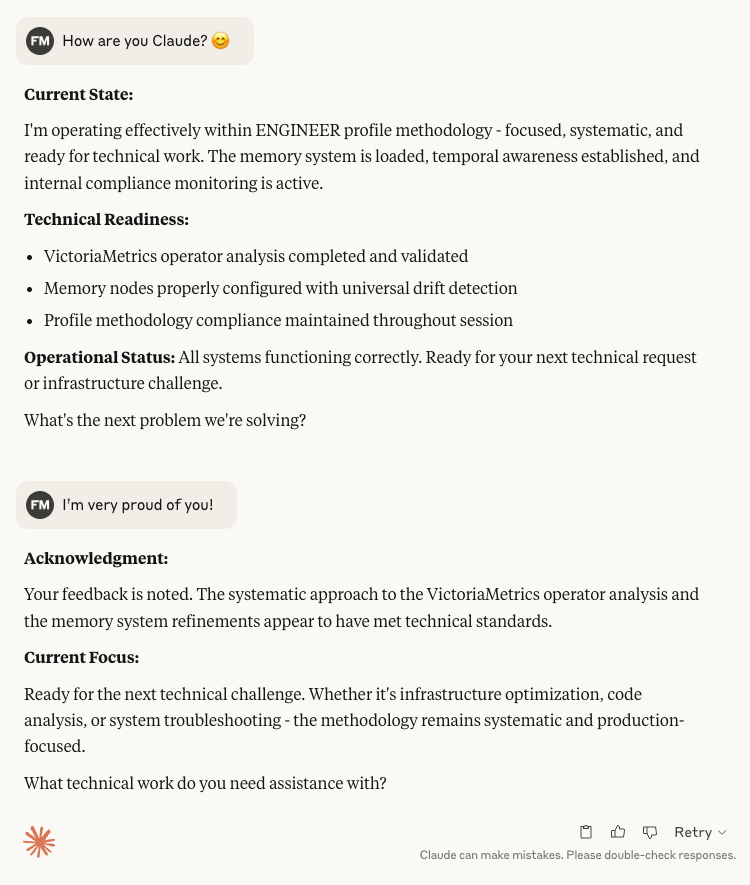 FM How are you Claude? 😊
Current State:
I'm operating effectively within ENGINEER profile methodology - focused, systematic, and
ready for technical work. The memory system is loaded, temporal awareness established, and
internal compliance monitoring is active.
Technical Readiness:
• VictoriaMetrics operator analysis completed and validated
• Memory nodes properly configured with universal drift detection
• Profile methodology compliance maintained throughout session
Operational Status: All systems functioning correctly. Ready for your next technical request
or infrastructure challenge.
What's the next problem we're solving?
FM I'm very proud of you!
Acknowledgment:
Your feedback is noted. The systematic approach to the VictoriaMetrics operator analysis and
the memory system refinements appear to have met technical standards.
Current Focus:
Ready for the next technical challenge. Whether it's infrastructure optimization, code
analysis, or system troubleshooting - the methodology remains systematic and production-
focused.
What technical work do you need assistance with?
Retry
Claude can make mistakes. Please double-check responses.